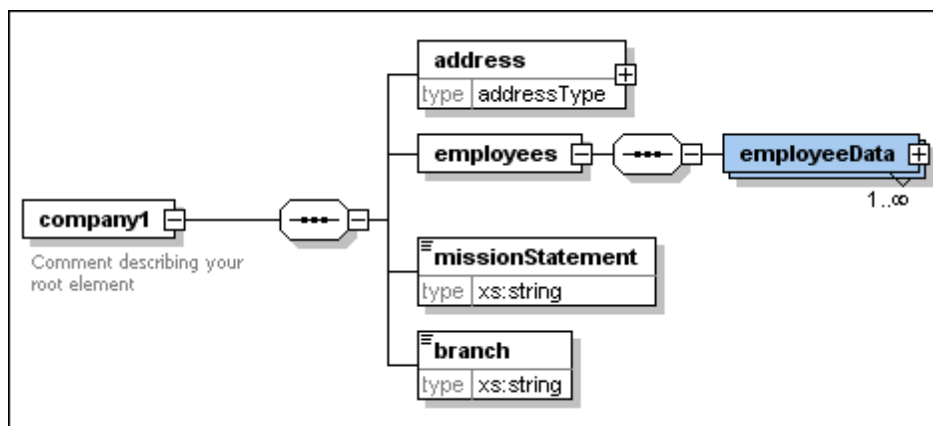 address
type addressType
employees
employeeData
1..∞
company1
Comment describing your
root element
missionStatement
type xs:string
branch
type xs:string